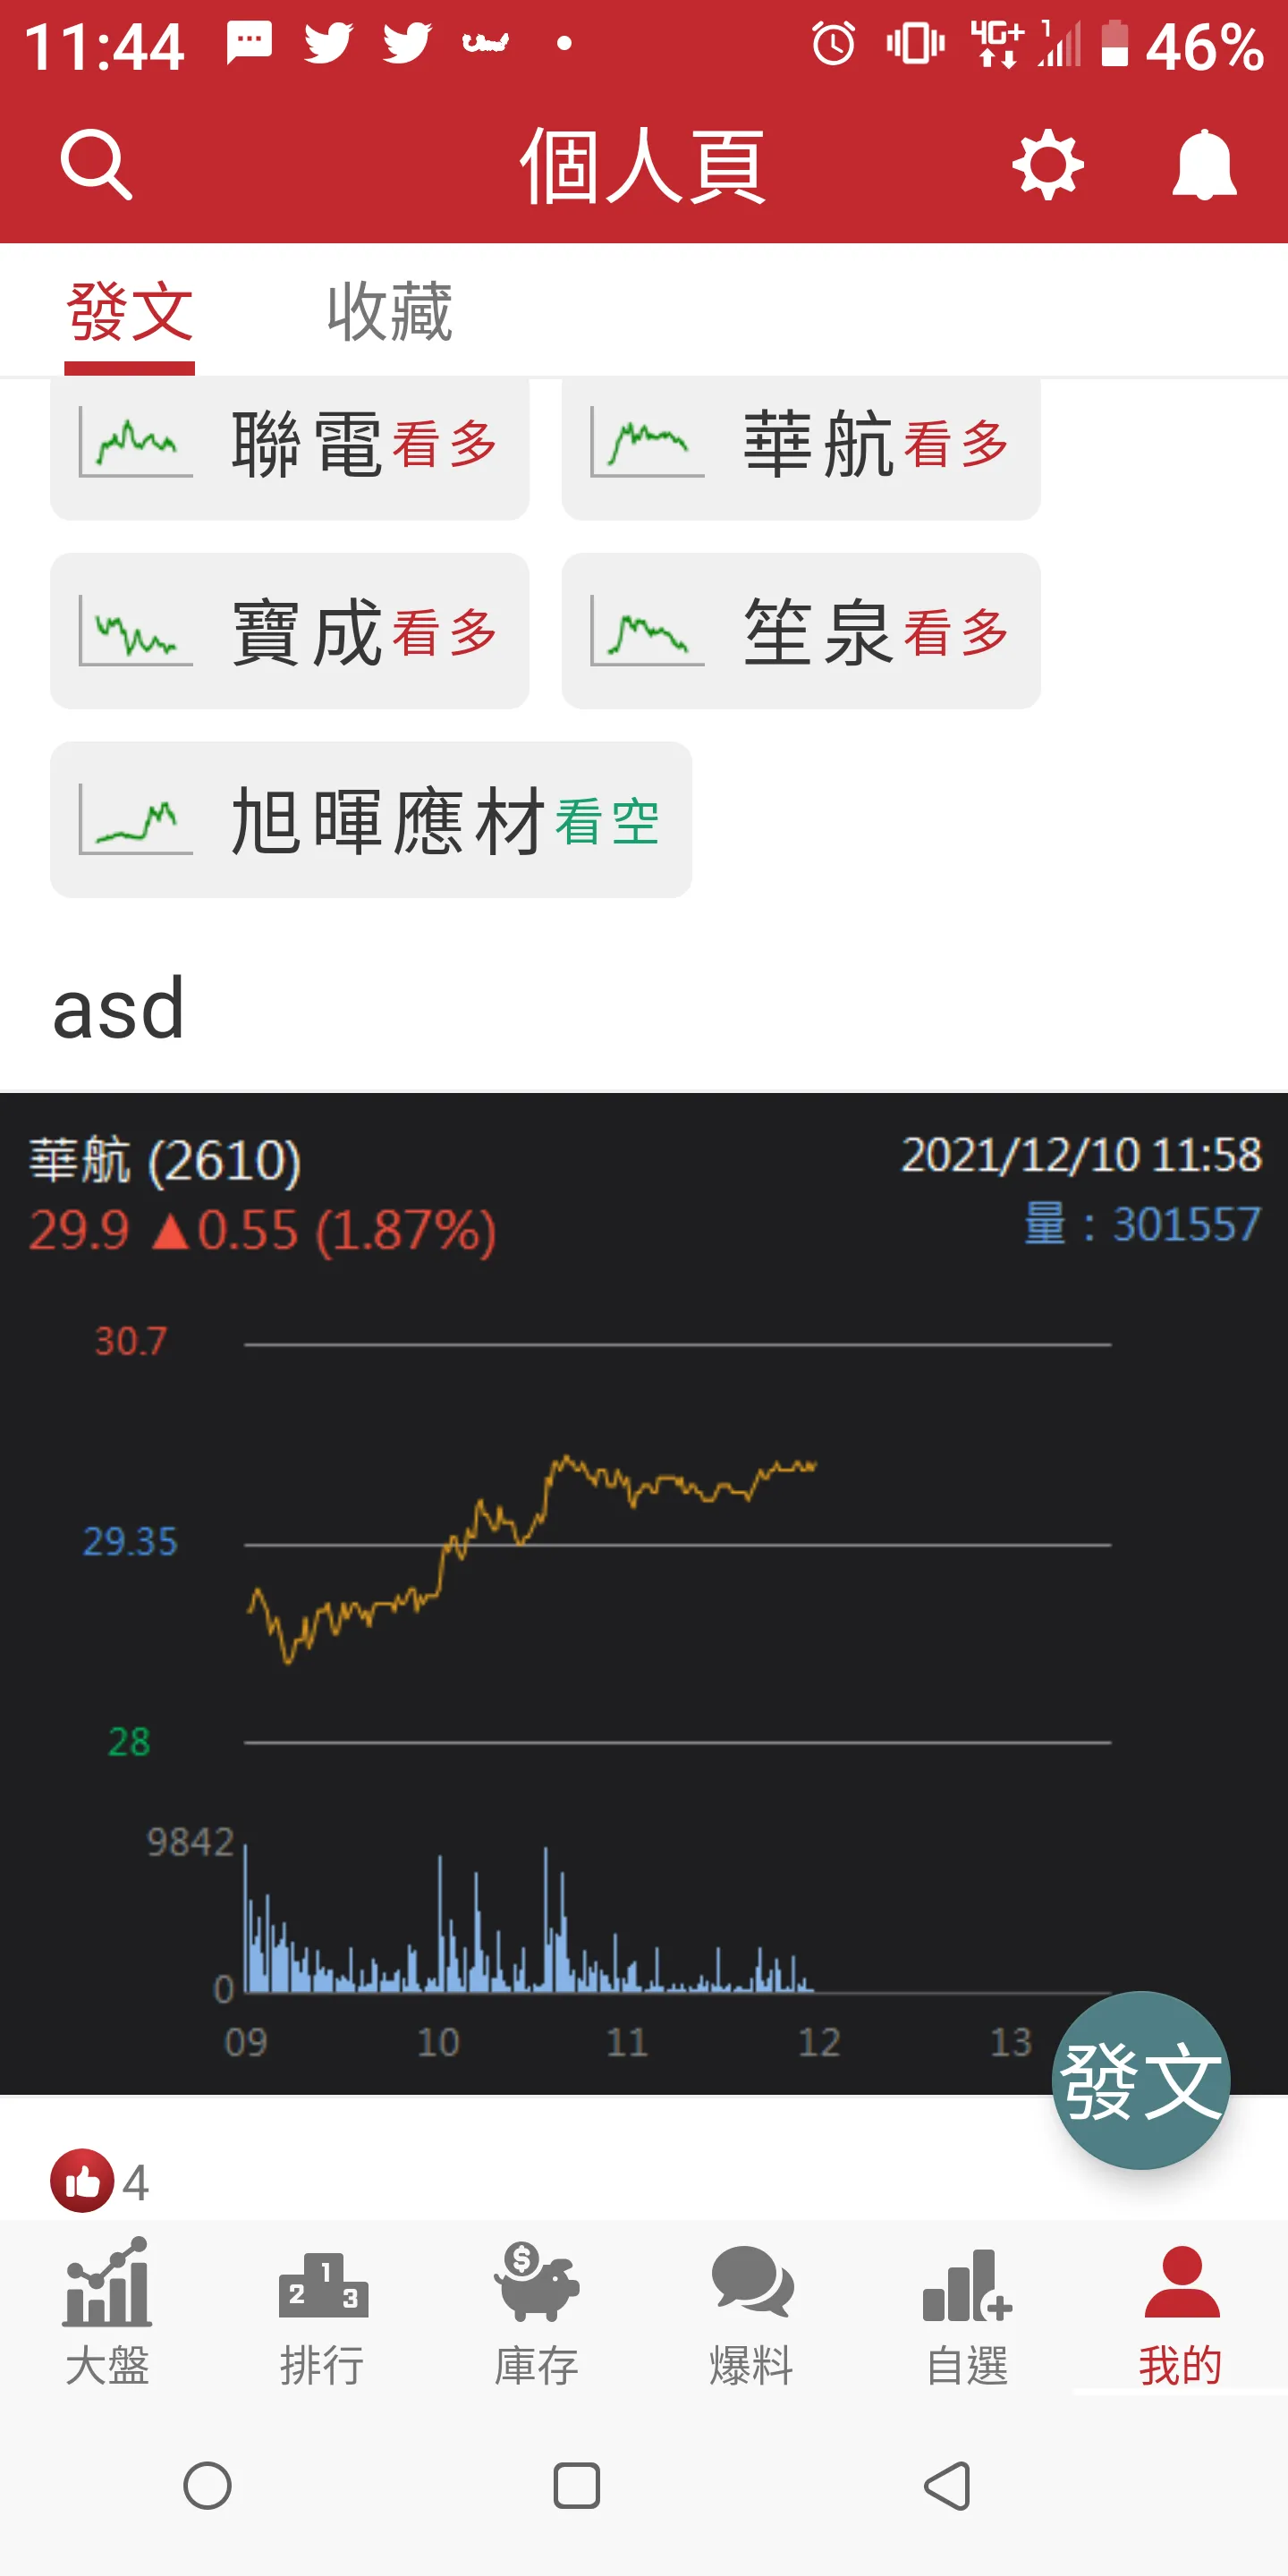 11:44 4G+ 1 46%
個人頁
發文 收藏
聯電看多 華航看多
寶成看多 笙泉看多
旭暉應材看空
asd
華航 (2610) 2021/12/10 11:58
29.9 ▲0.55 (1.87%) 量：301557
30.7
29.35
28
9842
0
09 10 11 12 13
發文
4
大盤 排行 庫存 爆料 自選 我的